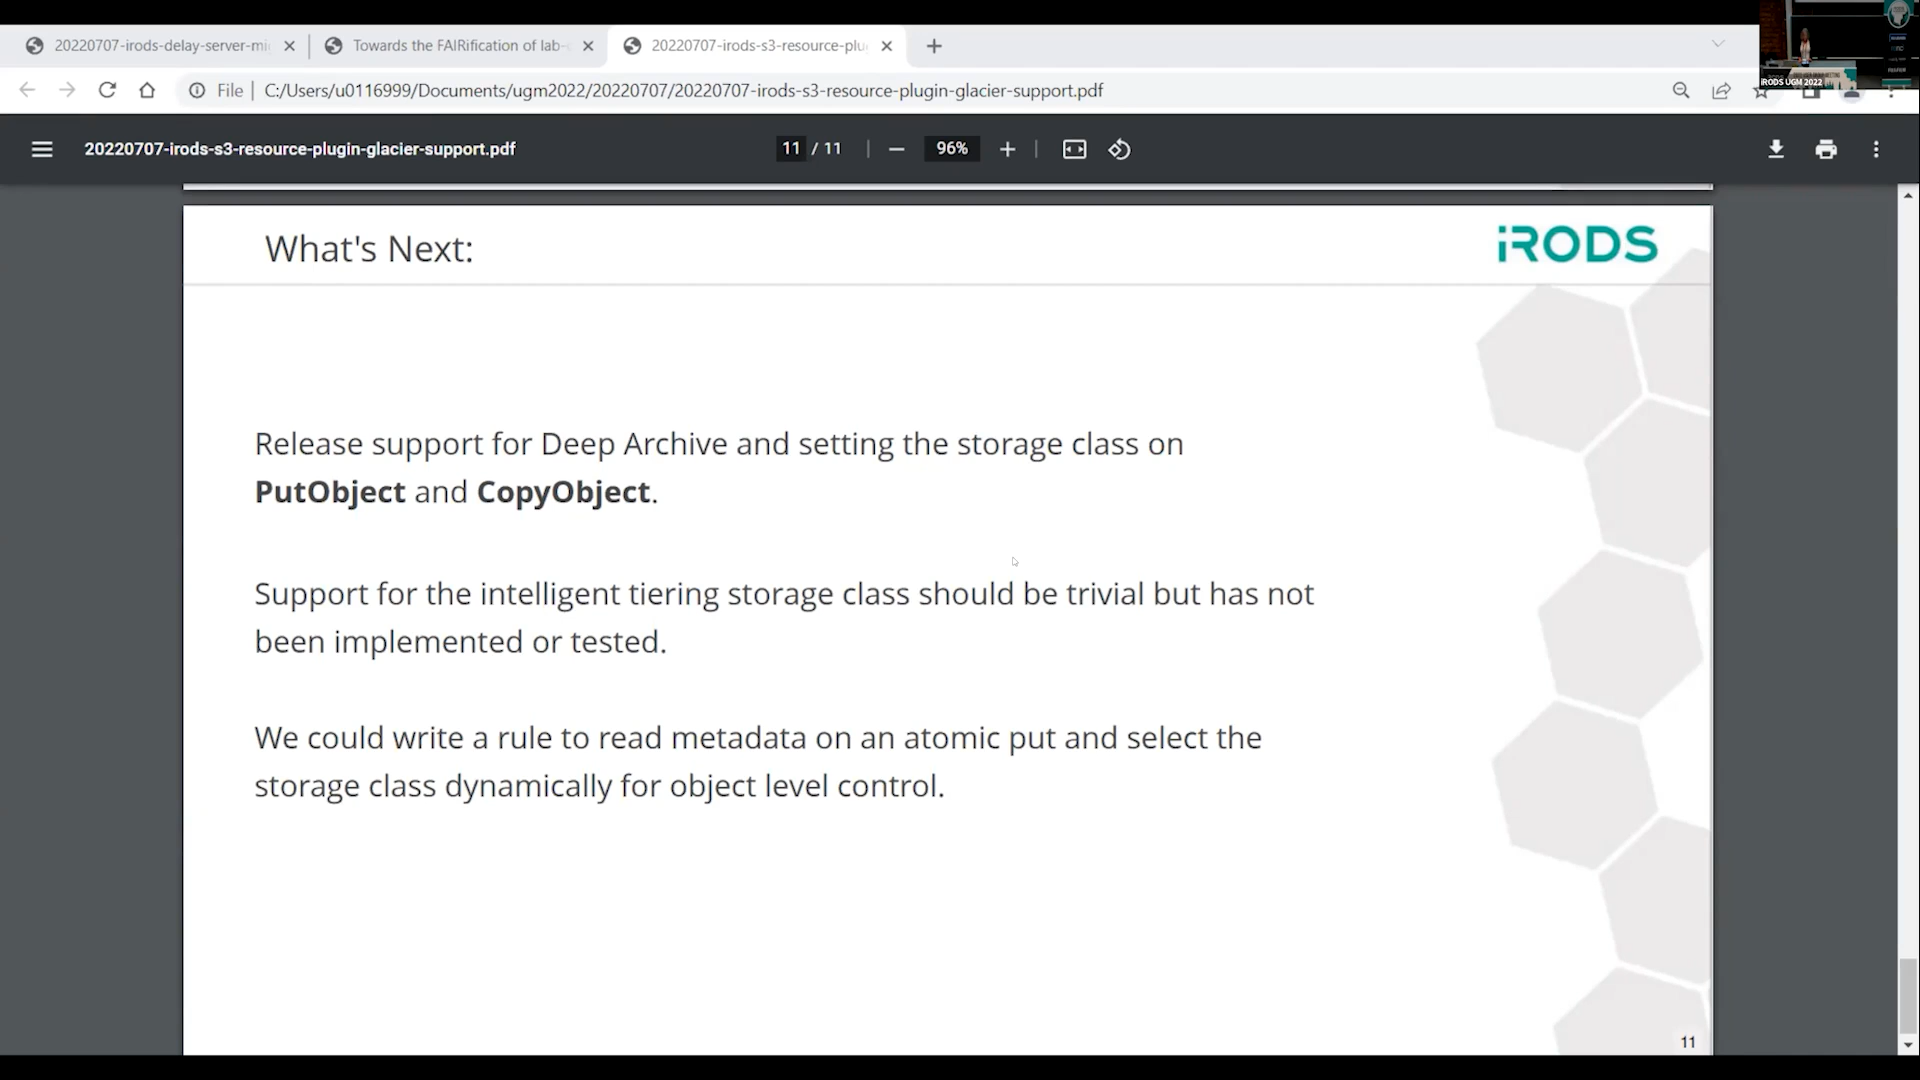 20220707-irods-delay-server-mi
Towards the FAIRification of lab-
20220707-irods-s3-resource-plu
File
C:/Users/u0116999/Documents/ugm2022/20220707/20220707-irods-s3-resource-plugin-glacier-support.pdf
iRODS UGM 2022
20220707-irods-s3-resource-plugin-glacier-support.pdf
11 / 11
96%
What's Next:
iRODS
Release support for Deep Archive and setting the storage class on
PutObject and CopyObject.
Support for the intelligent tiering storage class should be trivial but has not
been implemented or tested.
We could write a rule to read metadata on an atomic put and select the
storage class dynamically for object level control.
11